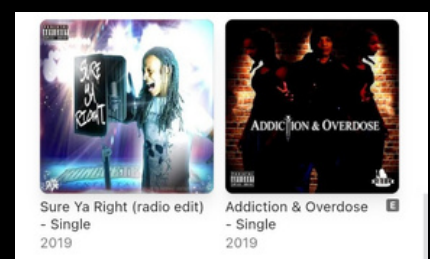 SURE
YA
RIGHT
ADDICTION & OVERDOSE
Sure Ya Right (radio edit)
- Single
2019
Addiction & Overdose E
- Single
2019